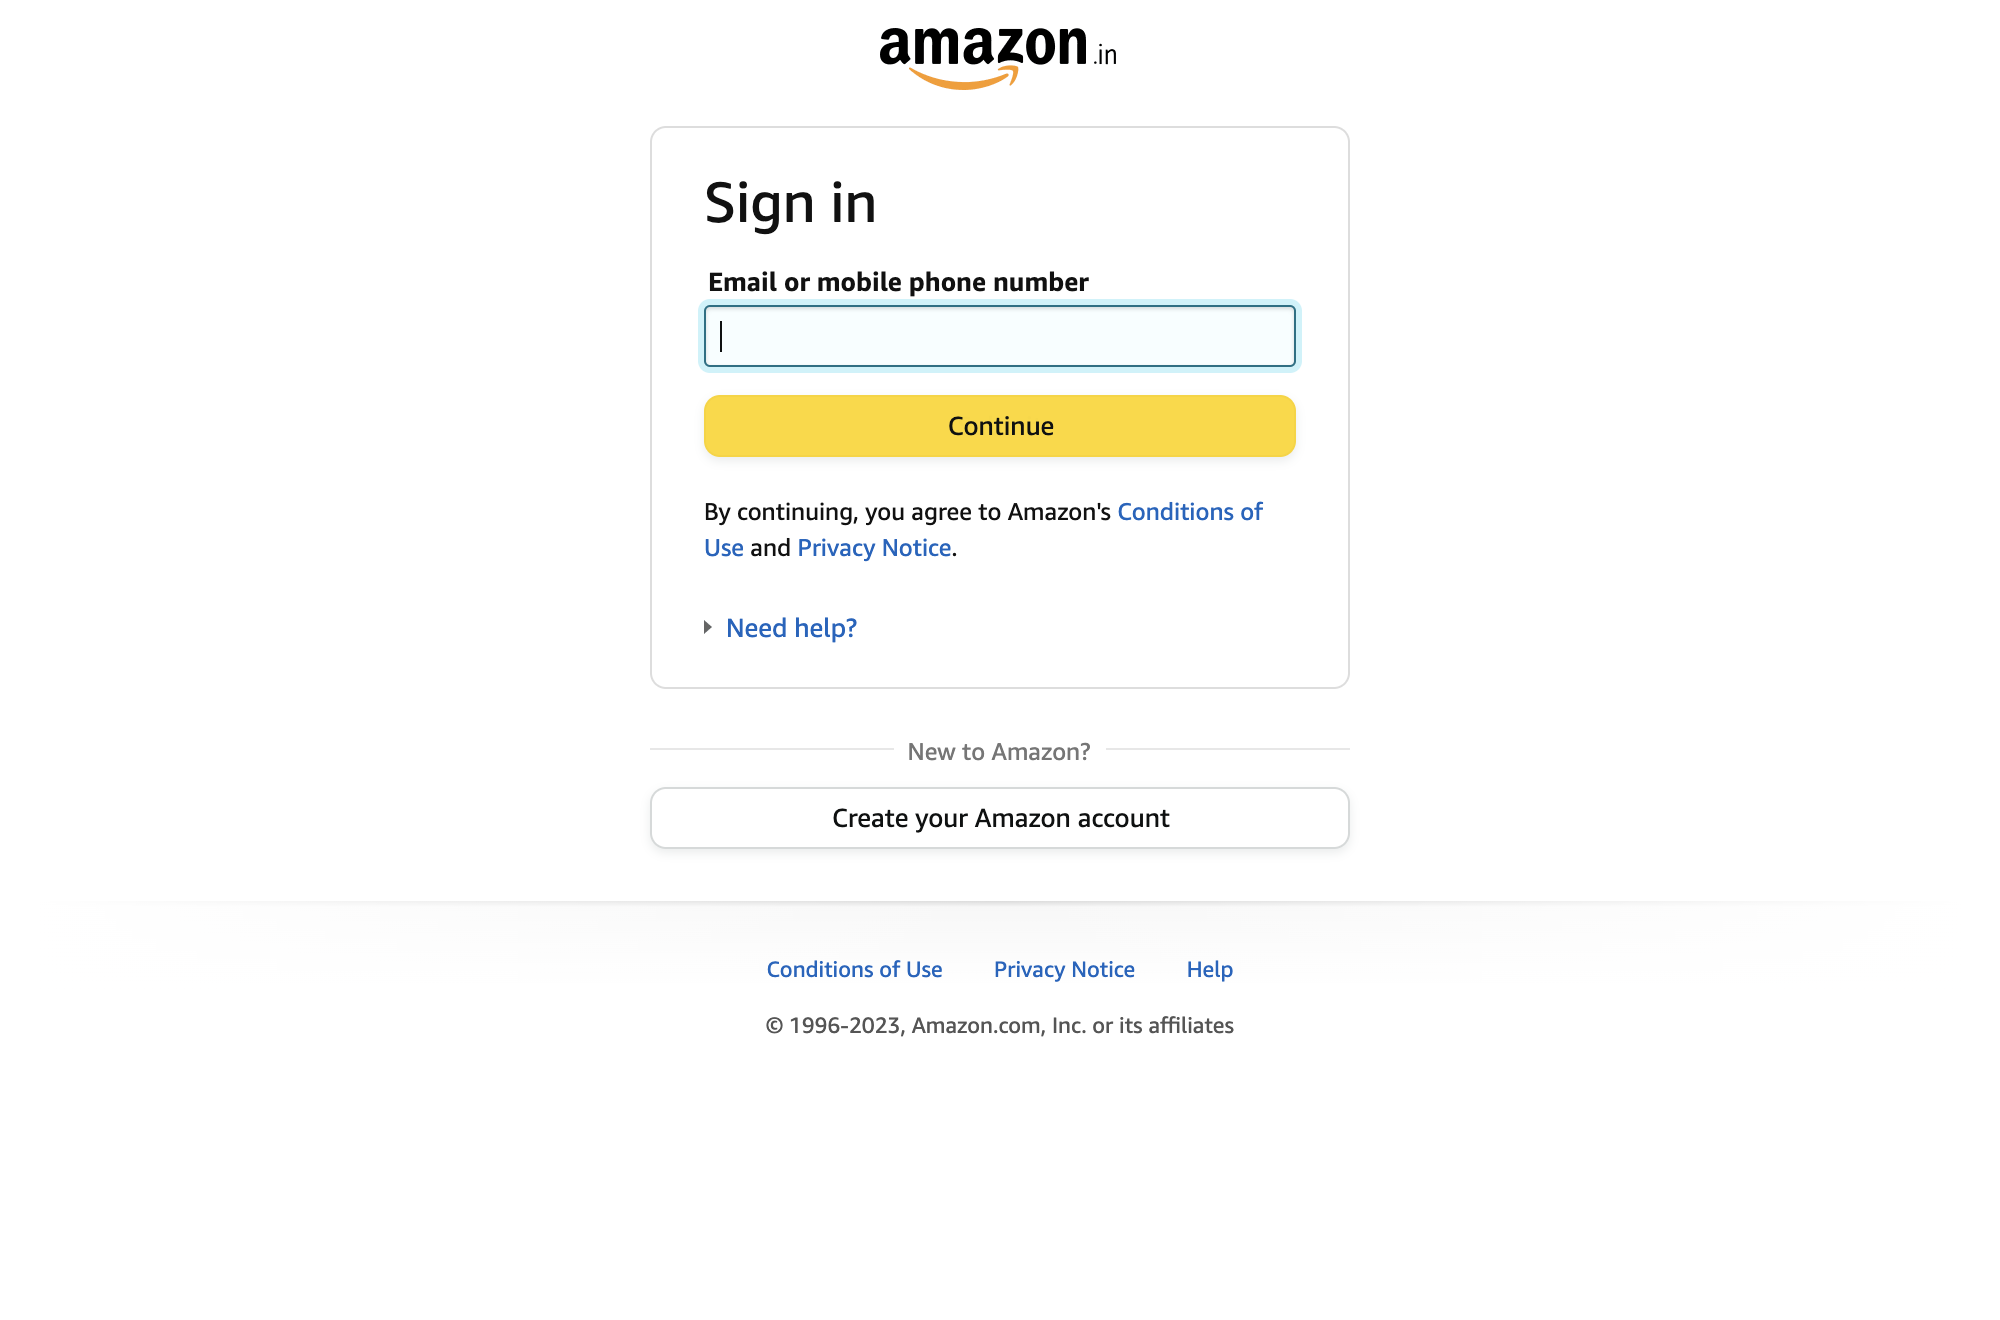 amazon.in
Sign in
Email or mobile phone number
Continue
By continuing, you agree to Amazon's Conditions of
Use and Privacy Notice.
Need help?
New to Amazon?
Create your Amazon account
Conditions of Use Privacy Notice Help
© 1996-2023, Amazon.com, Inc. or its affiliates